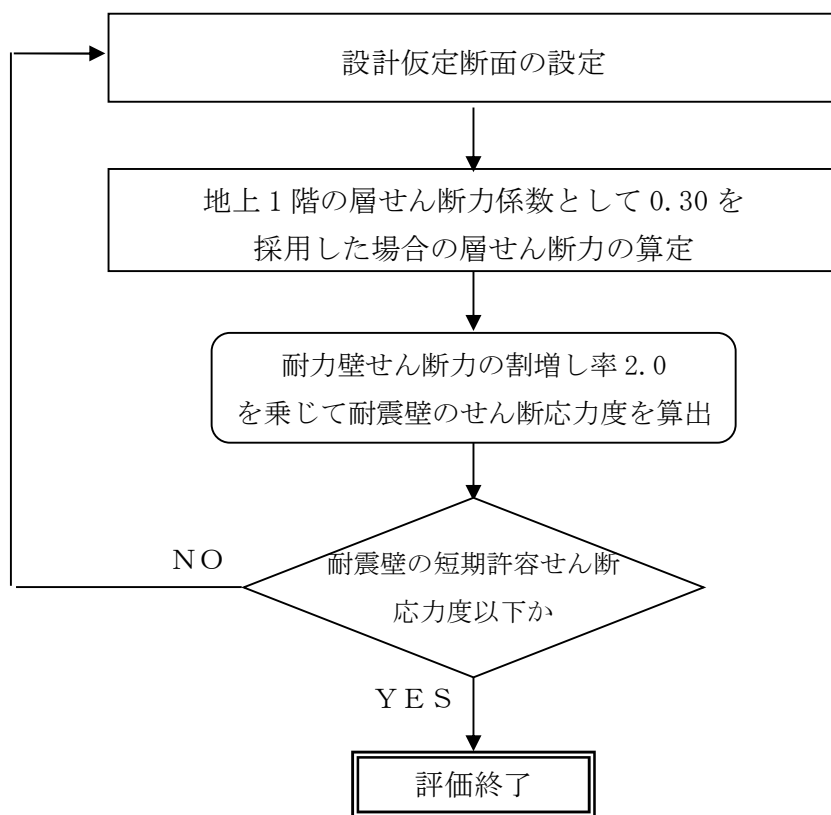 設計仮定断面の設定
地上1階の層せん断力係数として0.30を
採用した場合の層せん断力の算定
耐力壁せん断力の割増し率2.0
を乗じて耐震壁のせん断応力度を算出
NO
耐震壁の短期許容せん断
応力度以下か
YES
評価終了